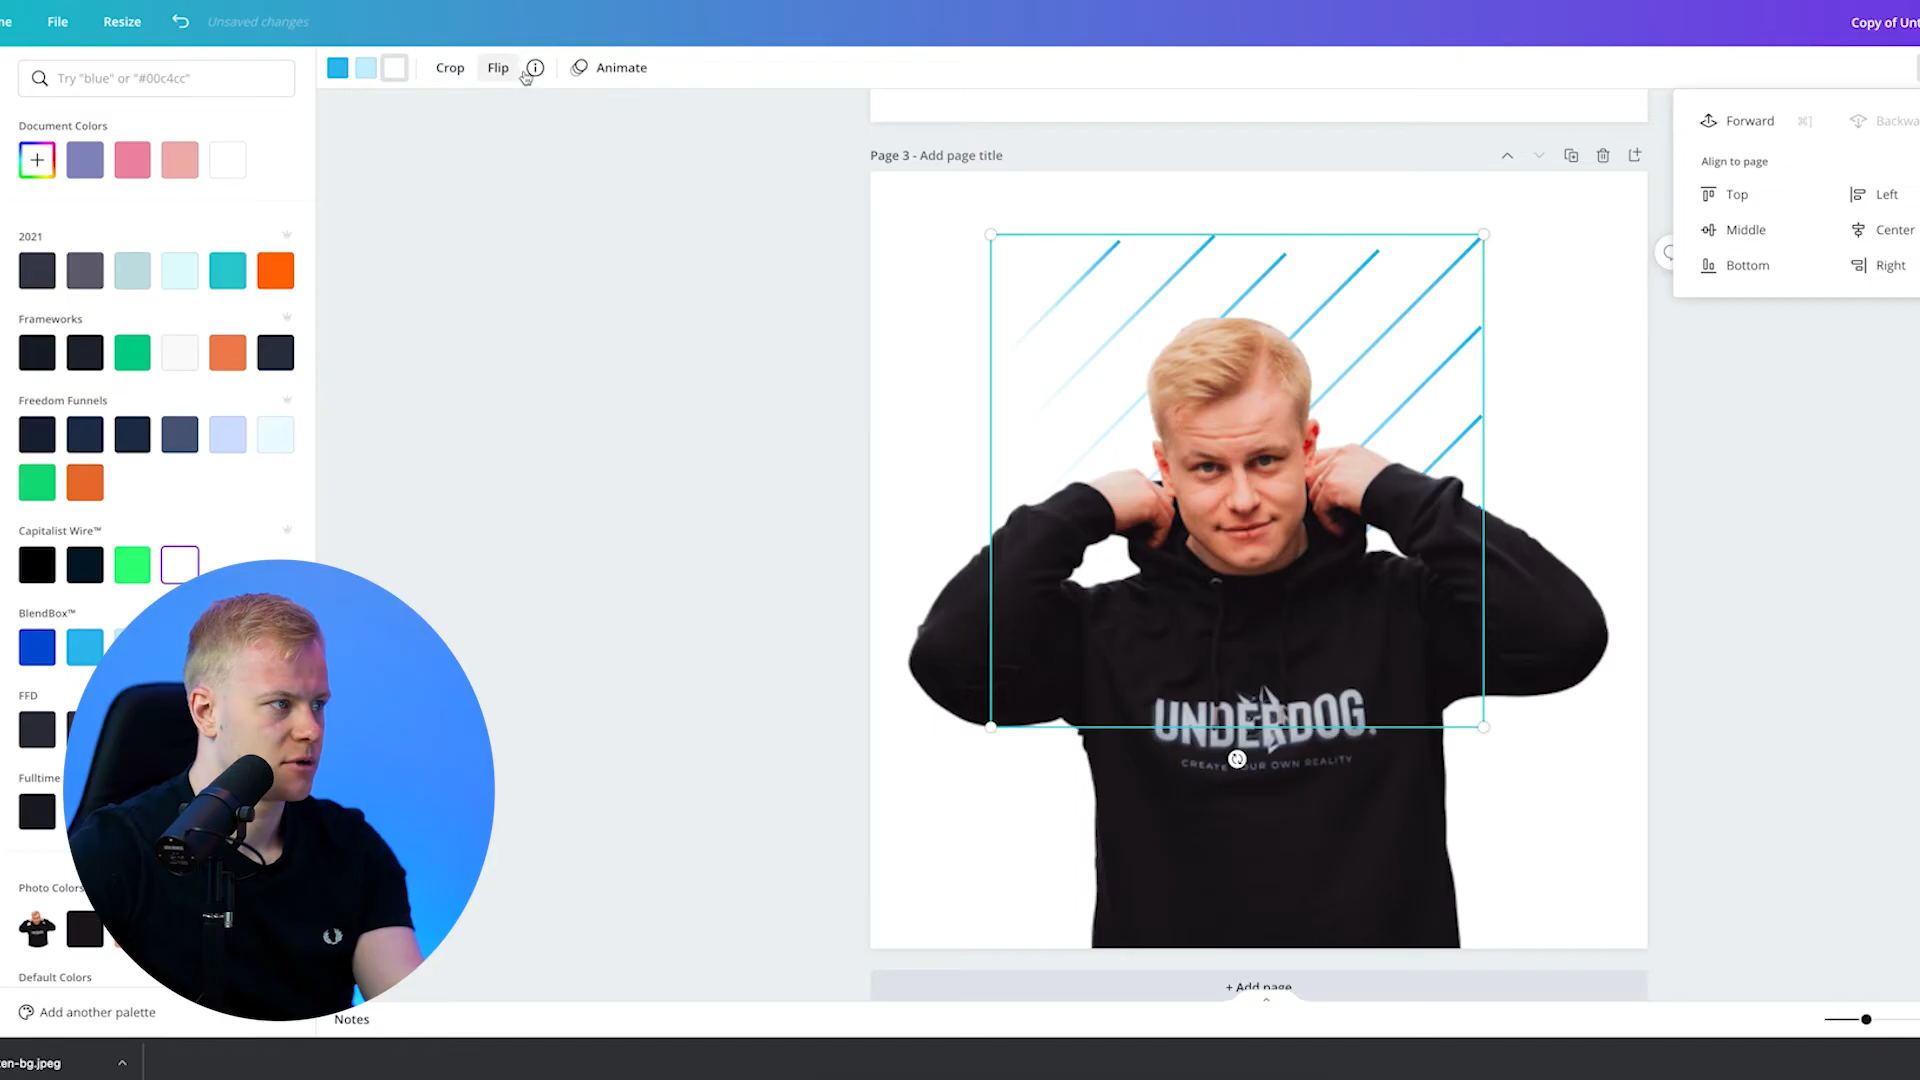 me File Resize Unsaved changes Copy of Unt
Try "blue" or "#00c4cc"
Crop Flip Animate
Document Colors
2021
Frameworks
Freedom Funnels
Capitalist Wire™
BlendBox™
FFD
Fulltime
Photo Colors
Default Colors
Add another palette
Page 3 - Add page title
Forward ⌘] Backwa
Align to page
Top Left
Middle Center
Bottom Right
UNDERDOG.
CREATE YOUR OWN REALITY
+ Add page
Notes
en-bg.jpeg